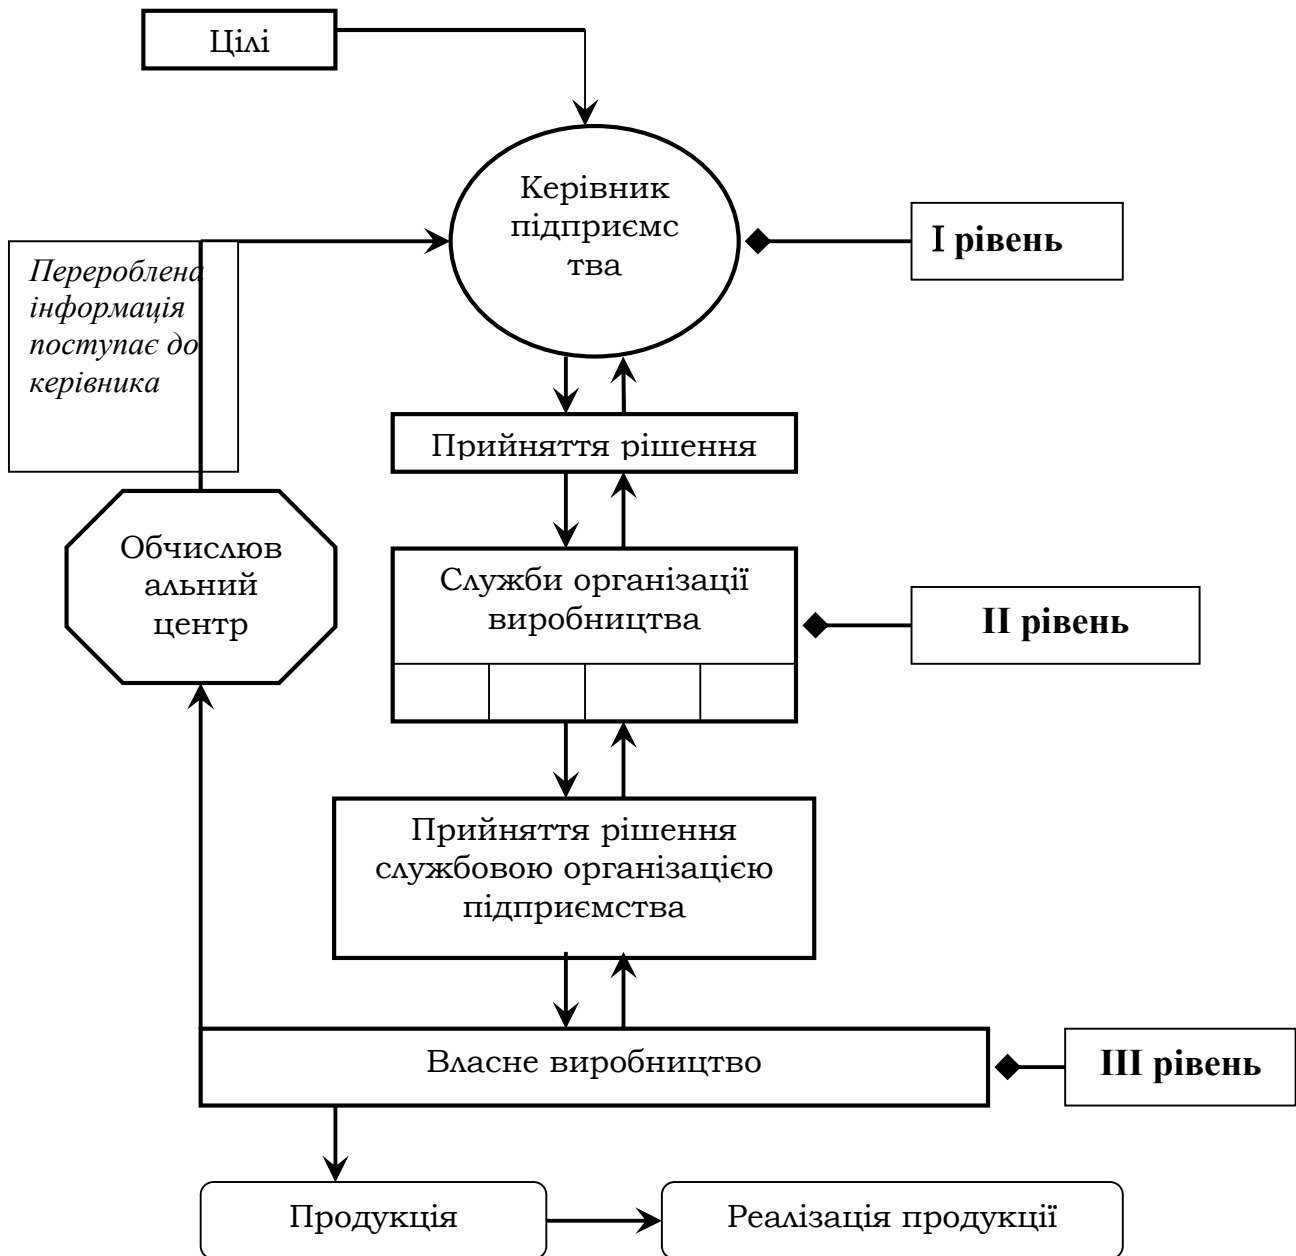 Цілі
Керівник
підприємс
тва
I рівень
Перероблена
інформація
поступає до
керівника
Прийняття рішення
Обчислюв
альний
центр
Служби організації
виробництва
II рівень
Прийняття рішення
службовою організацією
підприємства
Власне виробництво
III рівень
Продукція
Реалізація продукції